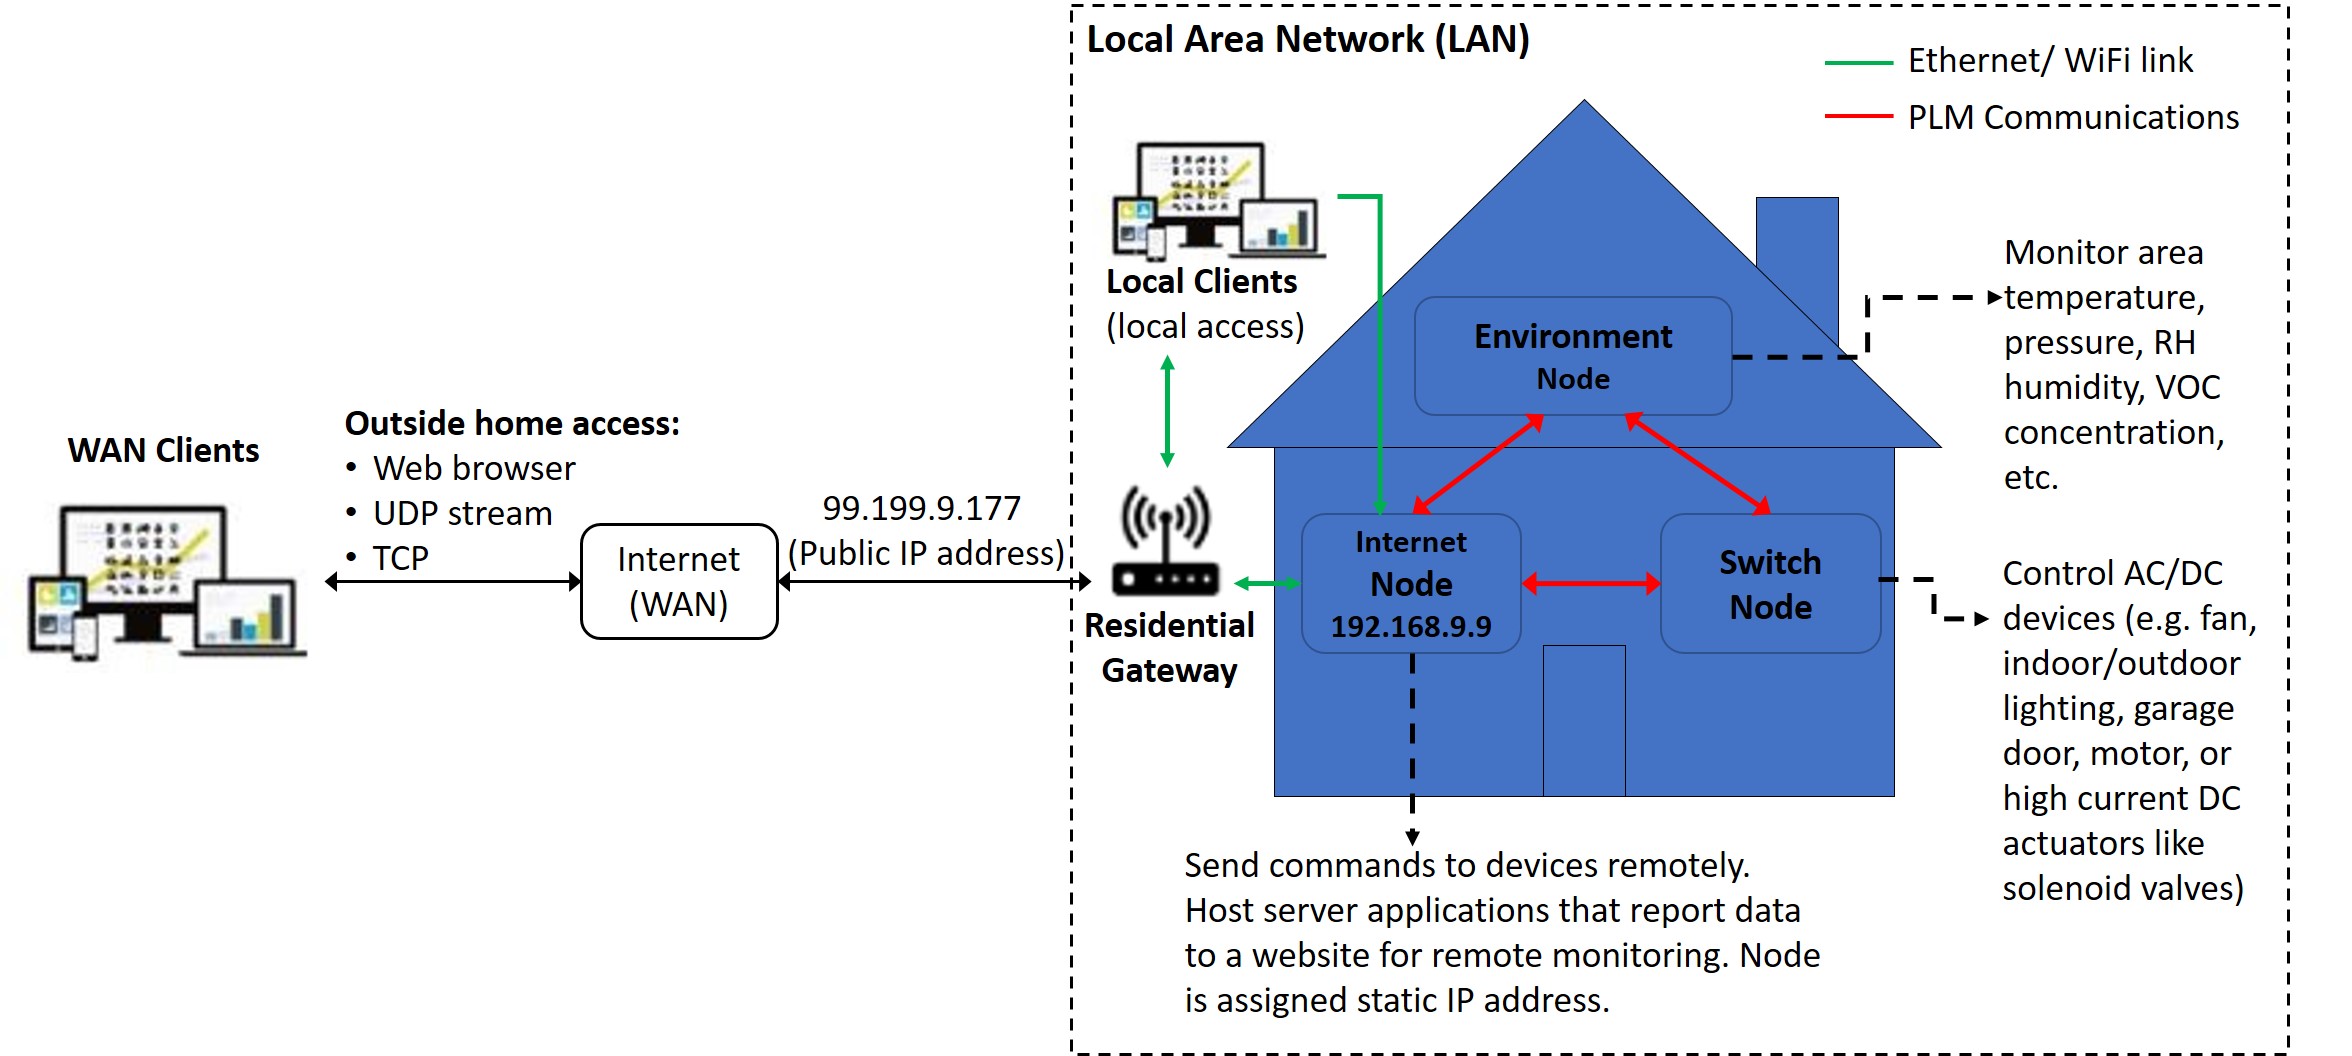 Local Area Network (LAN)
Ethernet/ WiFi link
PLM Communications
Local Clients
(local access)
Environment
Node
Monitor area
temperature,
pressure, RH
humidity, VOC
concentration,
etc.
WAN Clients
Outside home access:
• Web browser
• UDP stream
• TCP
Internet
(WAN)
99.199.9.177
(Public IP address)
Residential
Gateway
Internet
Node
192.168.9.9
Switch
Node
Control AC/DC
devices (e.g. fan,
indoor/outdoor
lighting, garage
door, motor, or
high current DC
actuators like
solenoid valves)
Send commands to devices remotely.
Host server applications that report data
to a website for remote monitoring. Node
is assigned static IP address.